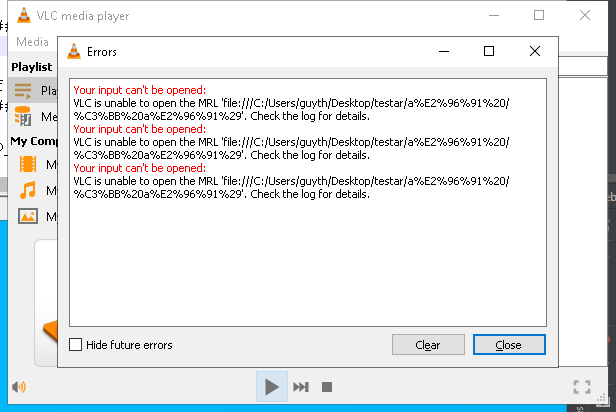 VLC media player
Media
Errors
Playlist
Your input can't be opened:
VLC is unable to open the MRL 'file:///C:/Users/guyth/Desktop/testar/a%E2%96%91%20/
%C3%BB%20a%E2%96%91%29'. Check the log for details.
Your input can't be opened:
VLC is unable to open the MRL 'file:///C:/Users/guyth/Desktop/testar/a%E2%96%91%20/
%C3%BB%20a%E2%96%91%29'. Check the log for details.
Your input can't be opened:
VLC is unable to open the MRL 'file:///C:/Users/guyth/Desktop/testar/a%E2%96%91%20/
%C3%BB%20a%E2%96%91%29'. Check the log for details.
Hide future errors
Clear
Close